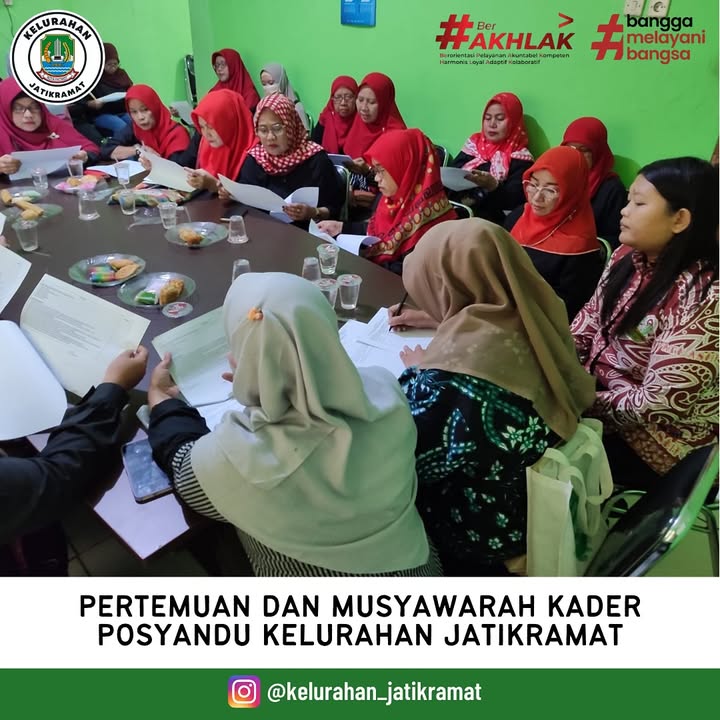 KELURAHAN
JATIKRAMAT
#BerAKHLAK
Berorientasi Pelayanan Akuntabel Kompeten
Harmonis Loyal Adaptif Kolaboratif
#bangga
melayani
bangsa
PERTEMUAN DAN MUSYAWARAH KADER
POSYANDU KELURAHAN JATIKRAMAT
@kelurahan_jatikramat